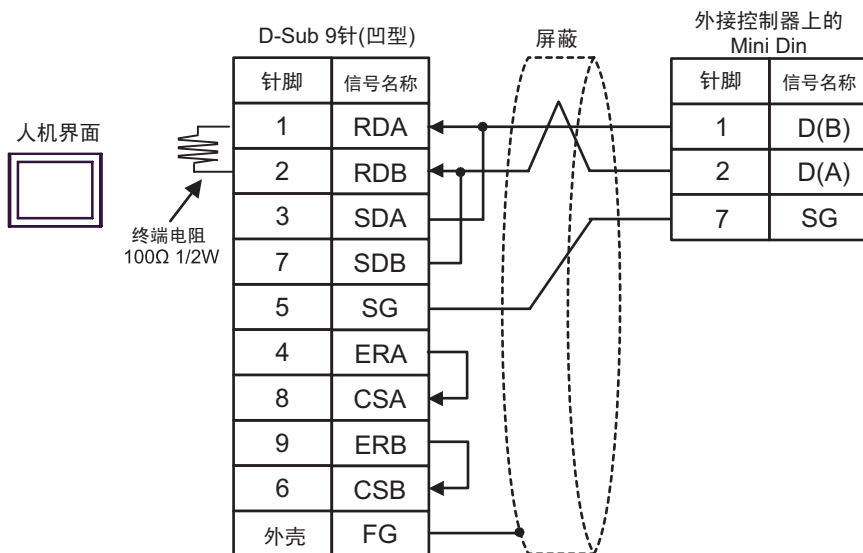 D-Sub 9针(凹型)
屏蔽
外接控制器上的
Mini Din
人机界面
终端电阻
100Ω 1/2W
针脚 信号名称
1 RDA
2 RDB
3 SDA
7 SDB
5 SG
4 ERA
8 CSA
9 ERB
6 CSB
外壳 FG
针脚 信号名称
1 D(B)
2 D(A)
7 SG